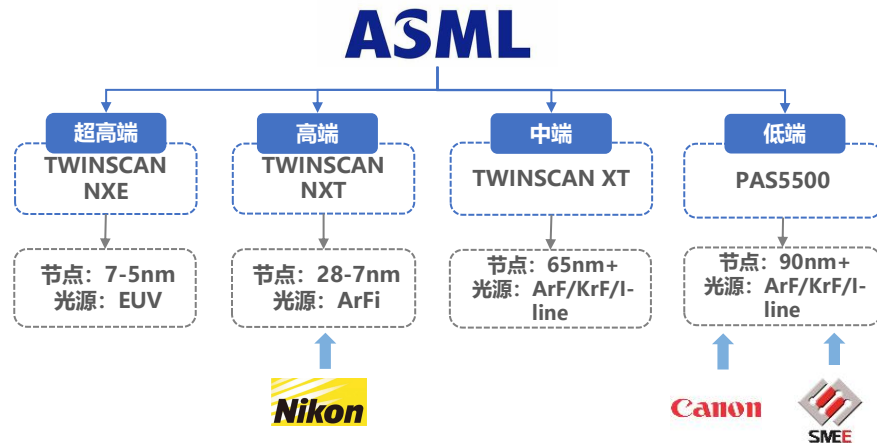 ASML
超高端
TWINSCAN
NXE
节点：7-5nm
光源：EUV
高端
TWINSCAN
NXT
节点：28-7nm
光源：ArFi
中端
TWINSCAN XT
节点：65nm+
光源：ArF/KrF/I-
line
低端
PAS5500
节点：90nm+
光源：ArF/KrF/I-
line
Nikon
Canon
SMEE